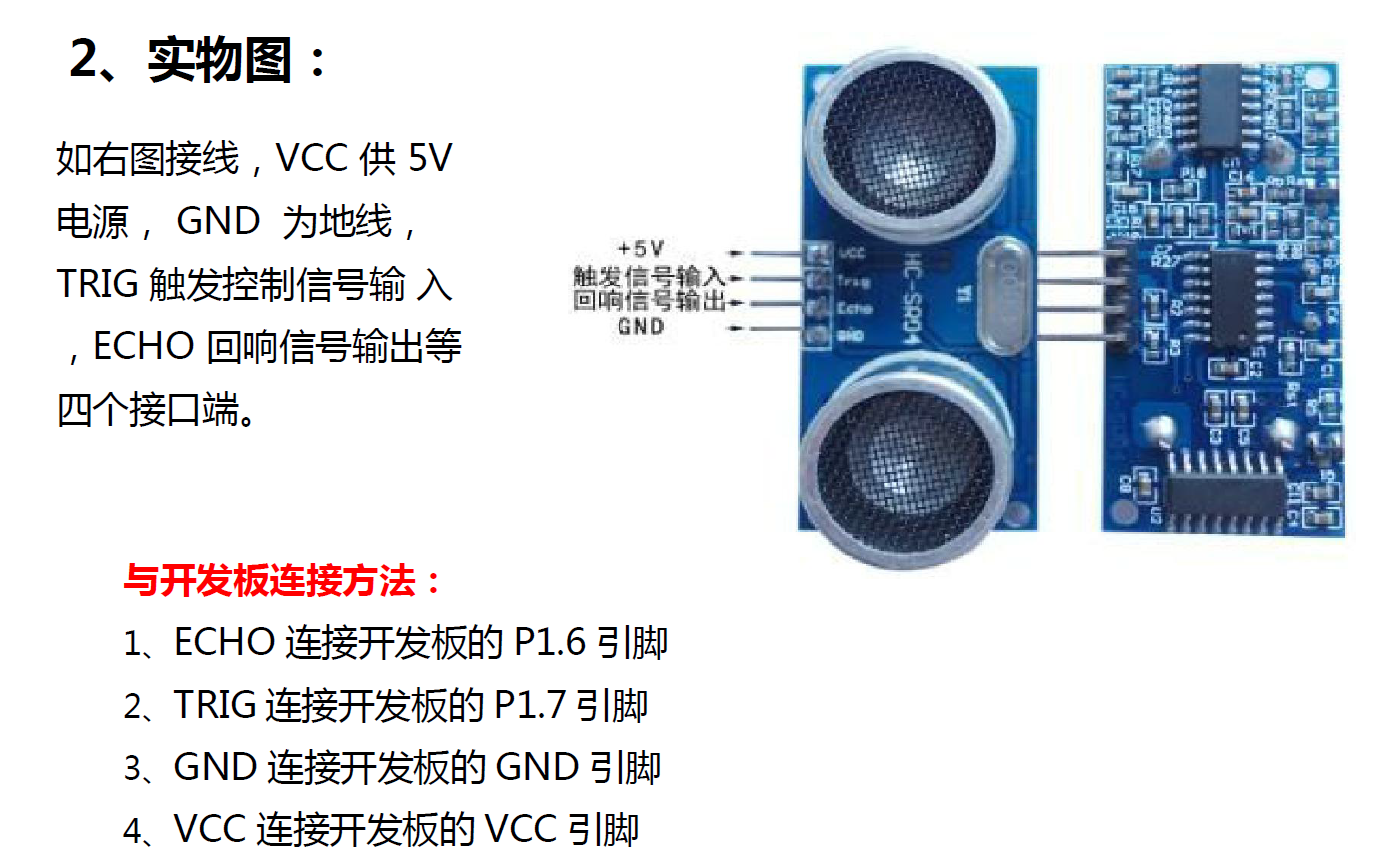 2、实物图：
如右图接线，VCC 供 5V
电源， GND 为地线，
TRIG 触发控制信号输 入
，ECHO 回响信号输出等
四个接口端。
+5V
触发信号输入
回响信号输出
GND
VCC
Trig
Echo
GND
HC-SR04
R27
与开发板连接方法：
1、ECHO 连接开发板的 P1.6 引脚
2、TRIG 连接开发板的 P1.7 引脚
3、GND 连接开发板的 GND 引脚
4、VCC 连接开发板的 VCC 引脚